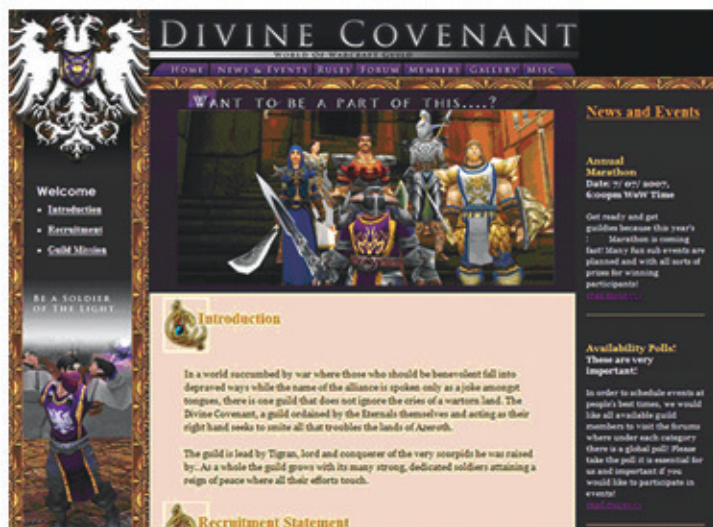 DIVINE COVENANT
WORLD OF WARCRAFT GUILD
HOME NEWS & EVENTS RULES FORUM MEMBERS GALLERY MISC
WANT TO BE A PART OF THIS....?
Welcome
Introduction
Recruitment
Guild Mission
BE A SOLDIER
OF THE LIGHT
Introduction
In a world succumbed by war where those who should be benevolent fall into
depraved ways while the name of the alliance is spoken only as a joke amongst
tongues, there is one guild that does not ignore the cries of a wartorn land. The
Divine Covenant, a guild ordained by the Eternals themselves and acting as their
right hand seeks to smite all that troubles the lands of Azeroth.
The guild is lead by Tigran, lord and conqueror of the very scorpids he was raised
by. As a whole the guild grows with its many strong, dedicated soldiers attaining a
reign of peace where all their efforts touch.
Recruitment Statement
News and Events
Annual
Marathon
Date: 7/ 07/ 2007,
6:00pm WoW Time
Get ready and get
guildies because this year's
Marathon is coming
fast! Many fun sub events are
planned and with all sorts of
prizes for winning
participants!
Availability Polls!
These are very
important!
In order to schedule events at
people's best times, we would
like all available guild
members to visit the forums
where under each category
there is a global poll! Please
take the poll it is essential for
us and important if you
would like to participate in
events!